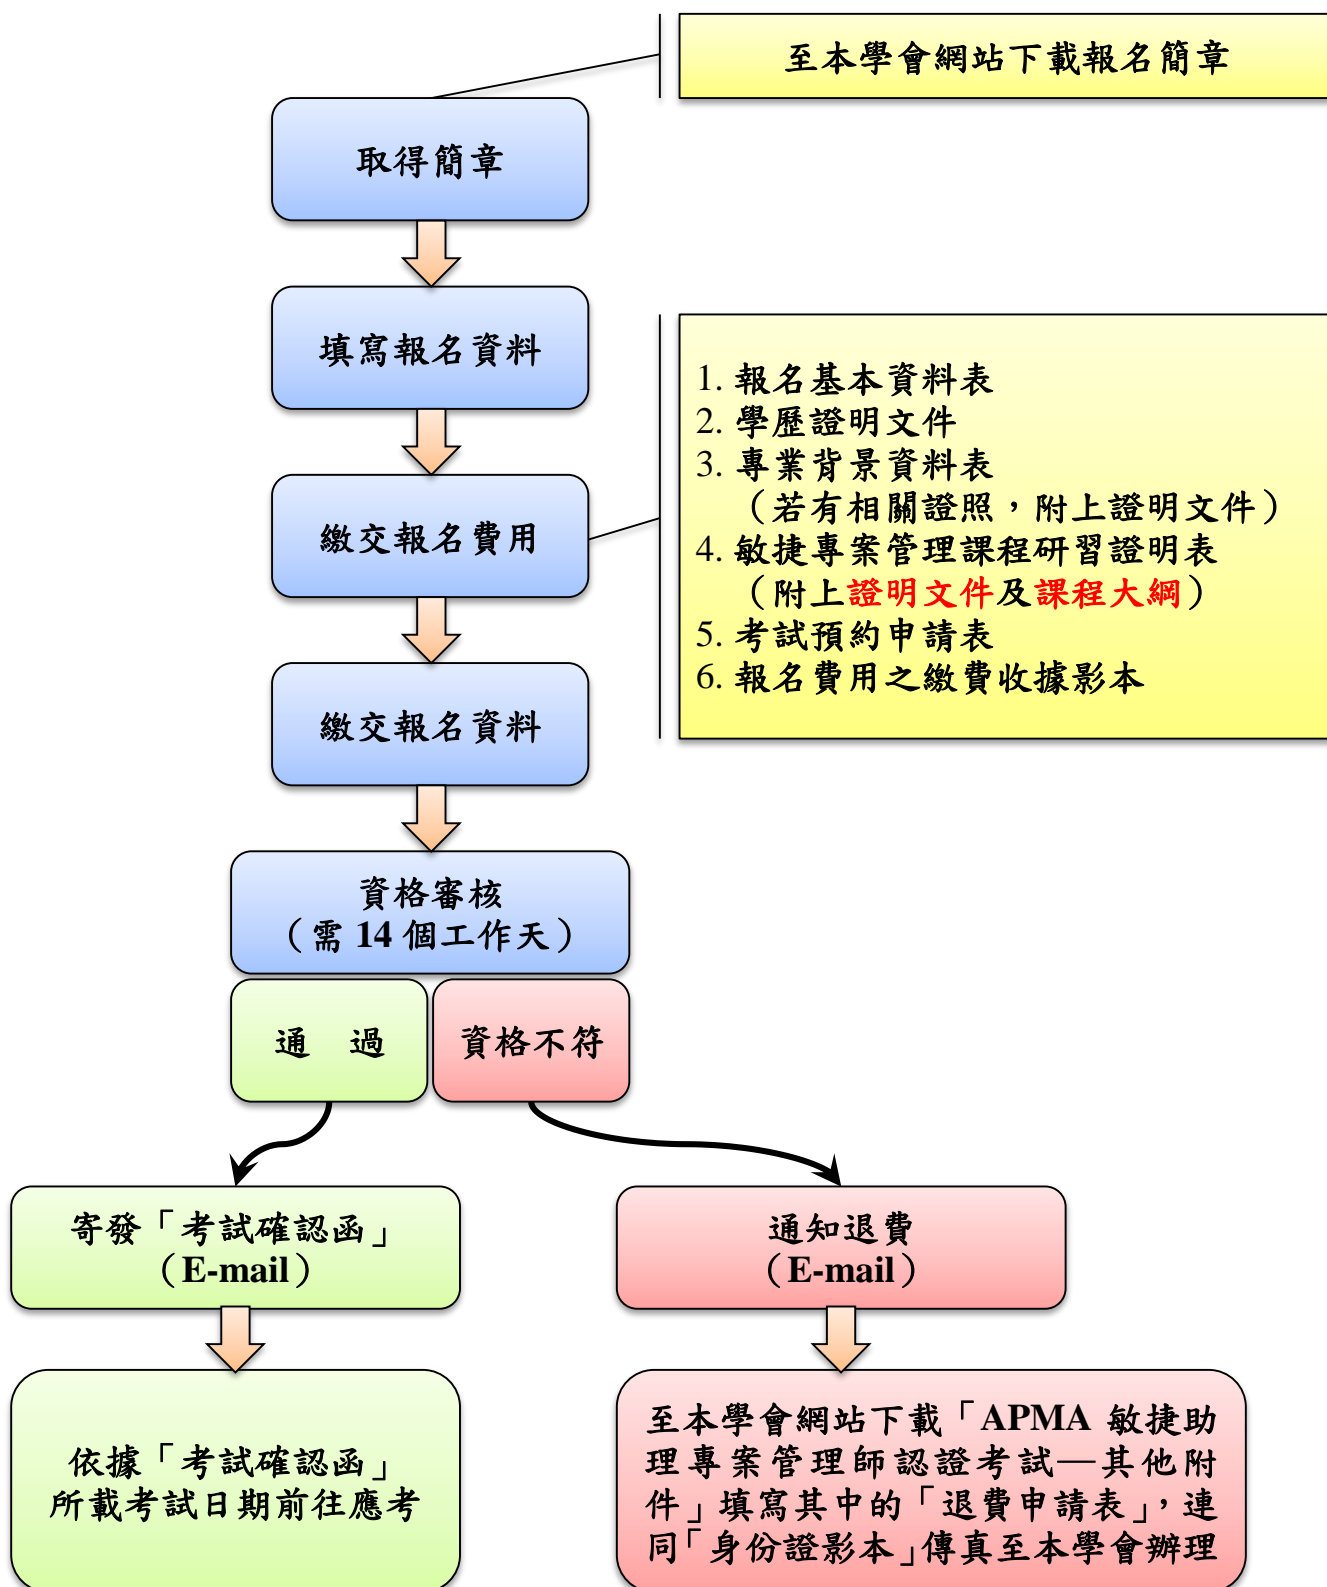 至本學會網站下載報名簡章
取得簡章
填寫報名資料
繳交報名費用
1. 報名基本資料表
2. 學歷證明文件
3. 專業背景資料表
（若有相關證照，附上證明文件）
4. 敏捷專案管理課程研習證明表
（附上證明文件及課程大綱）
5. 考試預約申請表
6. 報名費用之繳費收據影本
繳交報名資料
資格審核
（需 14 個工作天）
通　過
資格不符
寄發「考試確認函」
（E-mail）
通知退費
（E-mail）
依據「考試確認函」
所載考試日期前往應考
至本學會網站下載「APMA 敏捷助
理專案管理師認證考試—其他附
件」填寫其中的「退費申請表」，連
同「身份證影本」傳真至本學會辦理